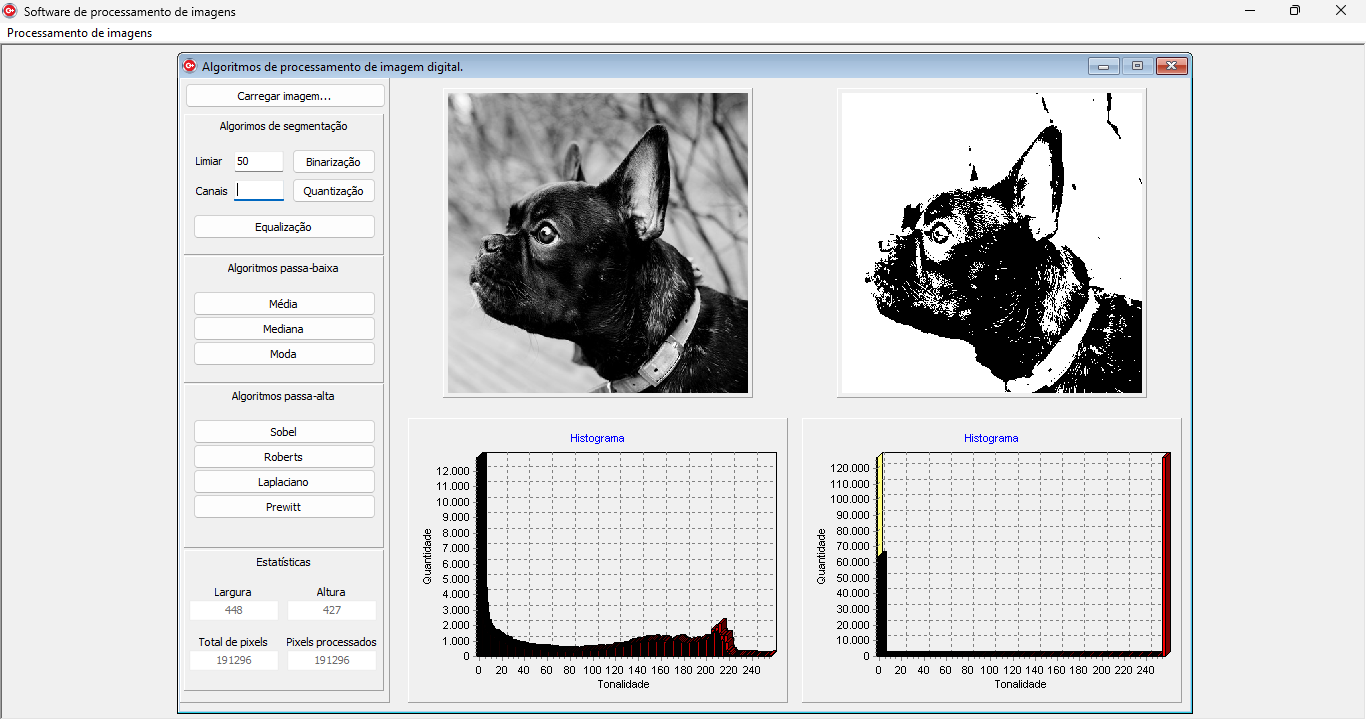 Software de processamento de imagens
Processamento de imagens
Algoritmos de processamento de imagem digital.
Carregar imagem...
Algorimos de segmentação
Limiar 50 Binarização
Canais Quantização
Equalização
Algoritmos passa-baixa
Média
Mediana
Moda
Algoritmos passa-alta
Sobel
Roberts
Laplaciano
Prewitt
Estatísticas
Largura Altura
448 427
Total de pixels Pixels processados
191296 191296
Histograma
Quantidade
12.000
11.000
10.000
9.000
8.000
7.000
6.000
5.000
4.000
3.000
2.000
1.000
0
0 20 40 60 80 100 120 140 160 180 200 220 240
Tonalidade
Histograma
Quantidade
120.000
110.000
100.000
90.000
80.000
70.000
60.000
50.000
40.000
30.000
20.000
10.000
0
0 20 40 60 80 100 120 140 160 180 200 220 240
Tonalidade